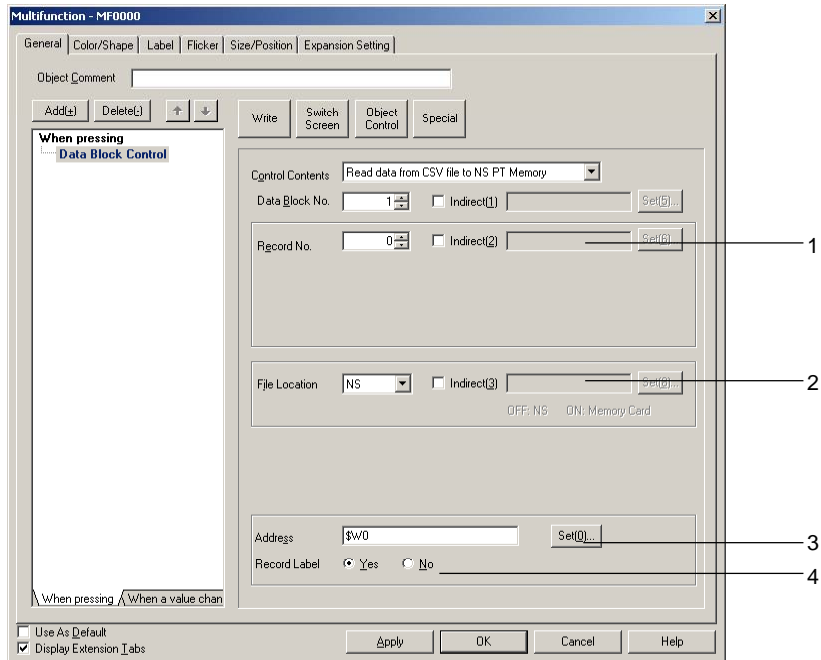 Multifunction - MF0000
General Color/Shape Label Flicker Size/Position Expansion Setting
Object Comment
Add(+) Delete(-) Write Switch Screen Object Control Special
When pressing
Data Block Control
Control Contents Read data from CSV file to NS PT Memory
Data Block No. 1 Indirect(1) Set(5)...
Record No. 0 Indirect(2) Set(6)... 1
File Location NS Indirect(3) Set(8)... 2
OFF: NS ON: Memory Card
Address $W0 Set(0)... 3
Record Label Yes No 4
When pressing When a value chan
Use As Default
Display Extension Tabs
Apply OK Cancel Help